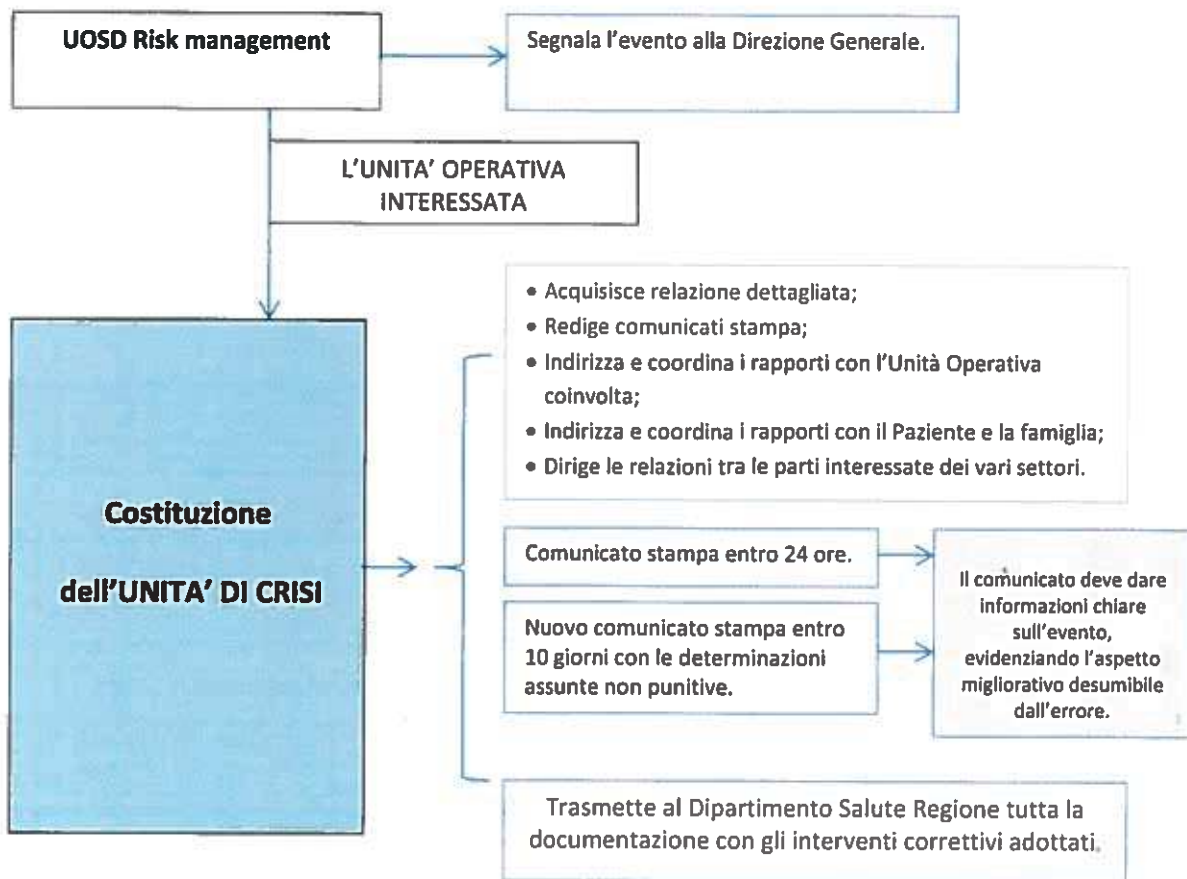 UOSD Risk management
Segnala l'evento alla Direzione Generale.
L'UNITA' OPERATIVA
INTERESSATA
• Acquisisce relazione dettagliata;
• Redige comunicati stampa;
• Indirizza e coordina i rapporti con l'Unità Operativa
coinvolta;
• Indirizza e coordina i rapporti con il Paziente e la famiglia;
• Dirige le relazioni tra le parti interessate dei vari settori.
Costituzione
dell'UNITA' DI CRISI
Comunicato stampa entro 24 ore.
Nuovo comunicato stampa entro
10 giorni con le determinazioni
assunte non punitive.
Il comunicato deve dare
informazioni chiare
sull'evento,
evidenziando l'aspetto
migliorativo desumibile
dall'errore.
Trasmette al Dipartimento Salute Regione tutta la
documentazione con gli interventi correttivi adottati.